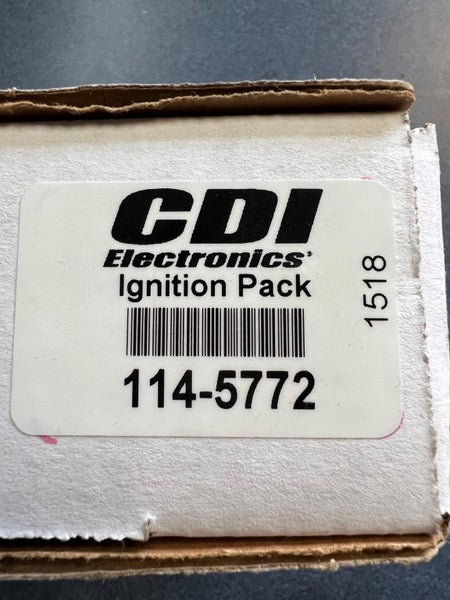 CDI
Electronics
Ignition Pack
114-5772
1518